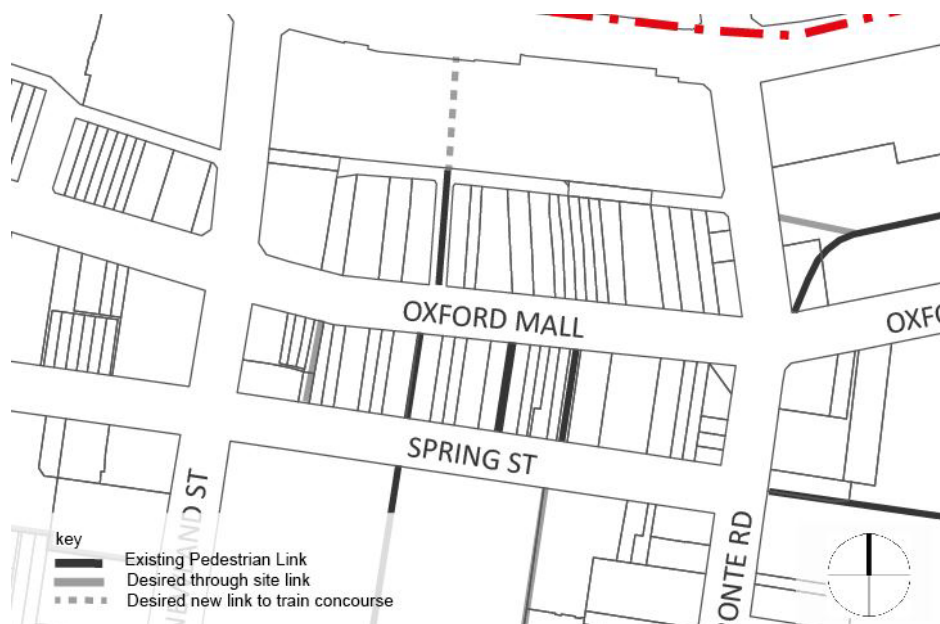 OXFORD MALL
OXFO
SPRING ST
LAND ST
ONTE RD
key
Existing Pedestrian Link
Desired through site link
Desired new link to train concourse